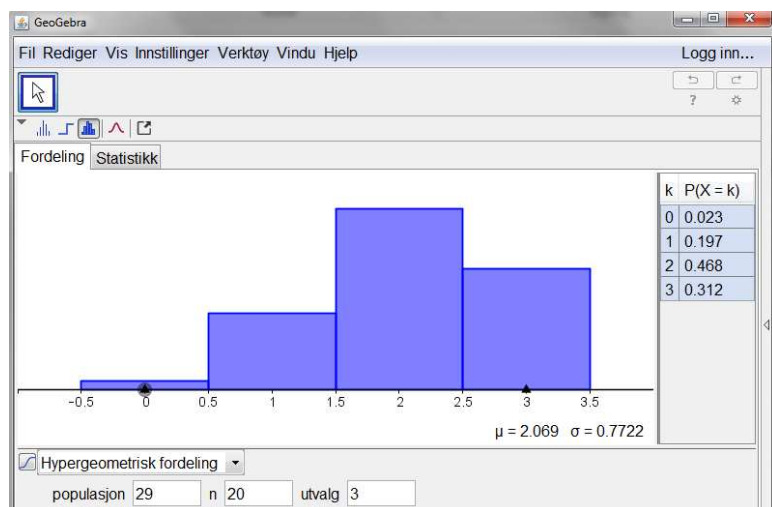 GeoGebra
Fil Rediger Vis Innstillinger Verktøy Vindu Hjelp Logg inn...
?
Fordeling Statistikk
k P(X = k)
0 0.023
1 0.197
2 0.468
3 0.312
-0.5 0 0.5 1 1.5 2 2.5 3 3.5
μ = 2.069 σ = 0.7722
Hypergeometrisk fordeling
populasjon 29 n 20 utvalg 3